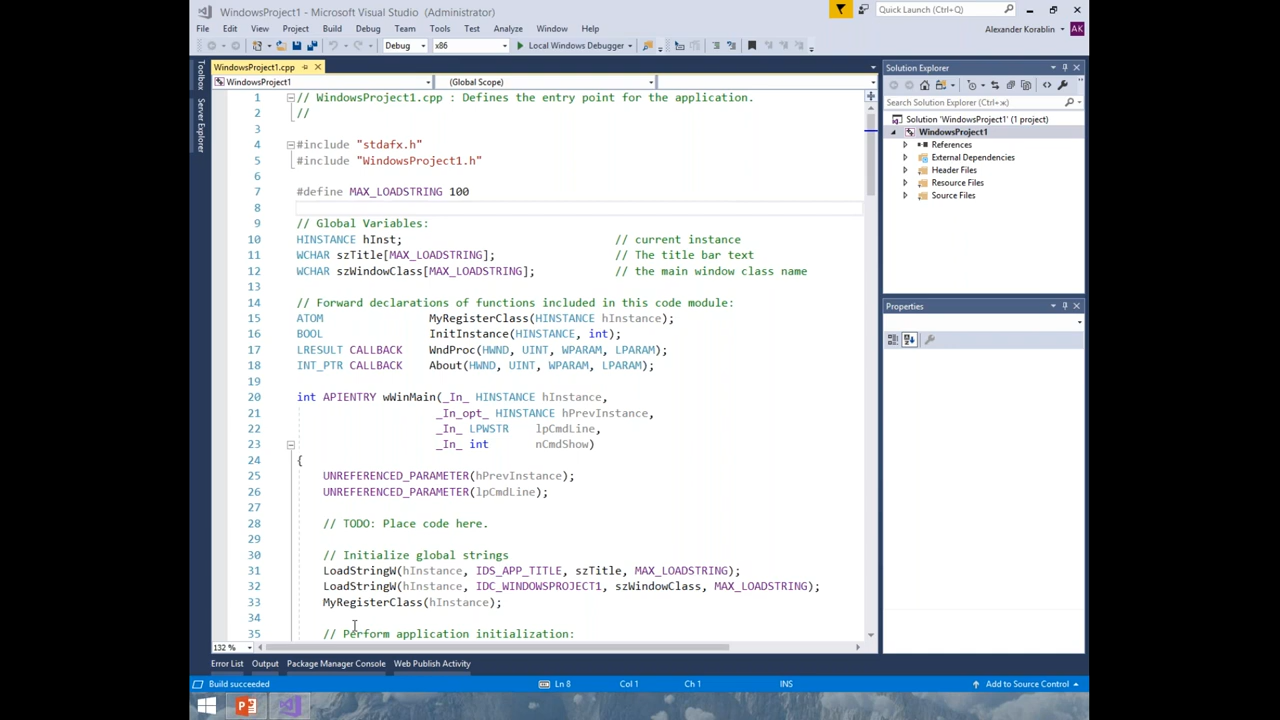 WindowsProject1 - Microsoft Visual Studio (Administrator)
Quick Launch (Ctrl+Q)
File Edit View Project Build Debug Team Tools Test Analyze Window Help
Alexander Korablin AK
Debug x86 Local Windows Debugger
Toolbox
Server Explorer
WindowsProject1.cpp
WindowsProject1 (Global Scope)
1 // WindowsProject1.cpp : Defines the entry point for the application.
2 //
3
4 #include "stdafx.h"
5 #include "WindowsProject1.h"
6
7 #define MAX_LOADSTRING 100
8
9 // Global Variables:
10 HINSTANCE hInst; // current instance
11 WCHAR szTitle[MAX_LOADSTRING]; // The title bar text
12 WCHAR szWindowClass[MAX_LOADSTRING]; // the main window class name
13
14 // Forward declarations of functions included in this code module:
15 ATOM MyRegisterClass(HINSTANCE hInstance);
16 BOOL InitInstance(HINSTANCE, int);
17 LRESULT CALLBACK WndProc(HWND, UINT, WPARAM, LPARAM);
18 INT_PTR CALLBACK About(HWND, UINT, WPARAM, LPARAM);
19
20 int APIENTRY wWinMain(_In_ HINSTANCE hInstance,
21 _In_opt_ HINSTANCE hPrevInstance,
22 _In_ LPWSTR lpCmdLine,
23 _In_ int nCmdShow)
24 {
25 UNREFERENCED_PARAMETER(hPrevInstance);
26 UNREFERENCED_PARAMETER(lpCmdLine);
27
28 // TODO: Place code here.
29
30 // Initialize global strings
31 LoadStringW(hInstance, IDS_APP_TITLE, szTitle, MAX_LOADSTRING);
32 LoadStringW(hInstance, IDC_WINDOWSPROJECT1, szWindowClass, MAX_LOADSTRING);
33 MyRegisterClass(hInstance);
34
35 // Perform application initialization:
132 %
Solution Explorer
Search Solution Explorer (Ctrl+ж)
Solution 'WindowsProject1' (1 project)
WindowsProject1
References
External Dependencies
Header Files
Resource Files
Source Files
Properties
Error List Output Package Manager Console Web Publish Activity
Build succeeded Ln 8 Col 1 Ch 1 INS Add to Source Control